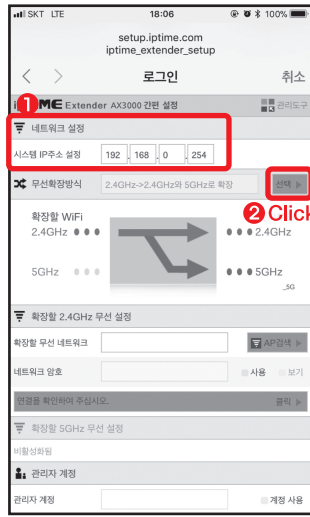 SKT LTE 18:06 100%
setup.iptime.com
iptime_extender_setup
< > 로그인 취소
1
ME Extender AX3000 간편 설정 관리도구
네트워크 설정
시스템 IP주소 설정 192 . 168 . 0 . 254
무선확장방식 2.4GHz->2.4GHz와 5GHz로 확장 선택
2 Click
확장할 WiFi
2.4GHz 2.4GHz
5GHz 5GHz
_5G
확장할 2.4GHz 무선 설정
확장할 무선 네트워크 AP검색
네트워크 암호 사용 보기
연결을 확인하여 주십시오. 클릭
확장할 5GHz 무선 설정
비활성화됨
관리자 계정
관리자 계정 계정 사용